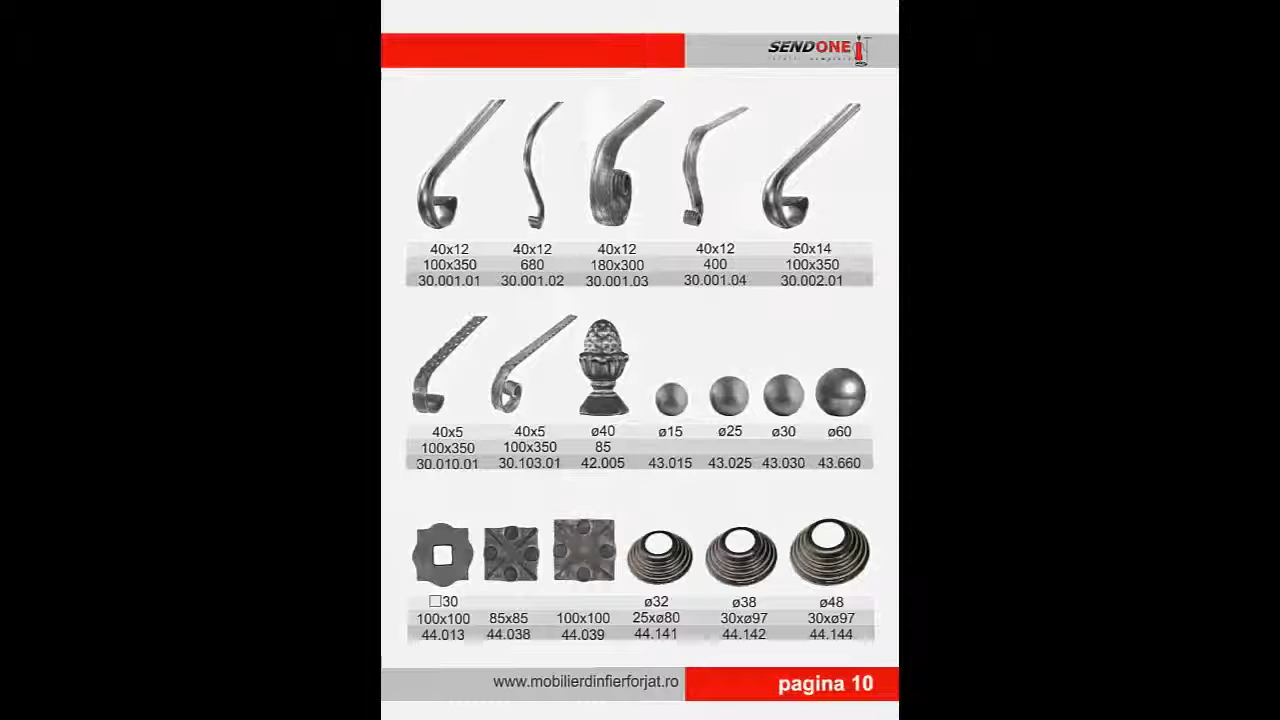 SENDONE
40x12 40x12 40x12 40x12 50x14
100x350 680 180x300 400 100x350
30.001.01 30.001.02 30.001.03 30.001.04 30.002.01
40x5 40x5 ø40 ø15 ø25 ø30 ø60
100x350 100x350 85
30.010.01 30.103.01 42.005 43.015 43.025 43.030 43.660
□30 ø32 ø38 ø48
100x100 85x85 100x100 25xø80 30xø97 30xø97
44.013 44.038 44.039 44.141 44.142 44.144
www.mobilierdinfierforjat.ro pagina 10